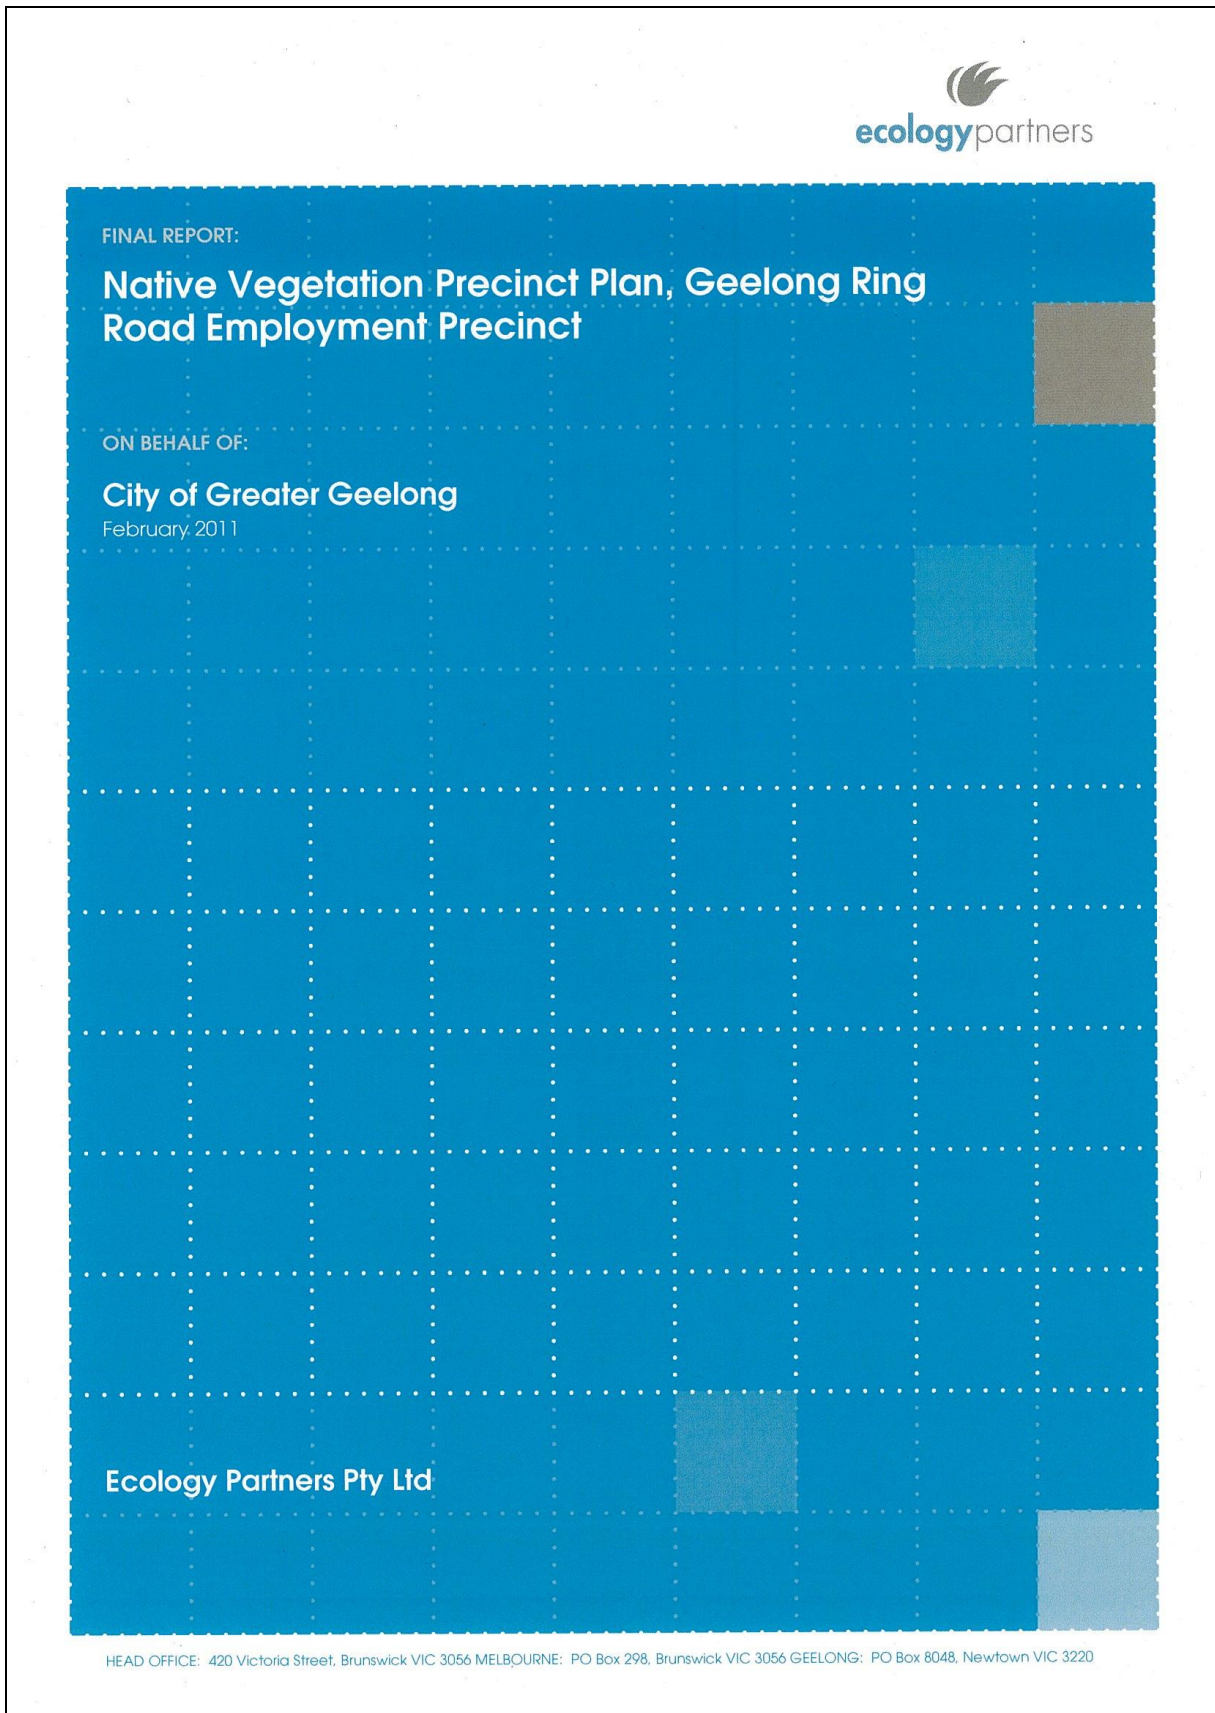 ecologypartners
FINAL REPORT:
Native Vegetation Precinct Plan, Geelong Ring
Road Employment Precinct
ON BEHALF OF:
City of Greater Geelong
February 2011
Ecology Partners Pty Ltd
HEAD OFFICE: 420 Victoria Street, Brunswick VIC 3056 MELBOURNE: PO Box 298, Brunswick VIC 3056 GEELONG: PO Box 8048, Newtown VIC 3220